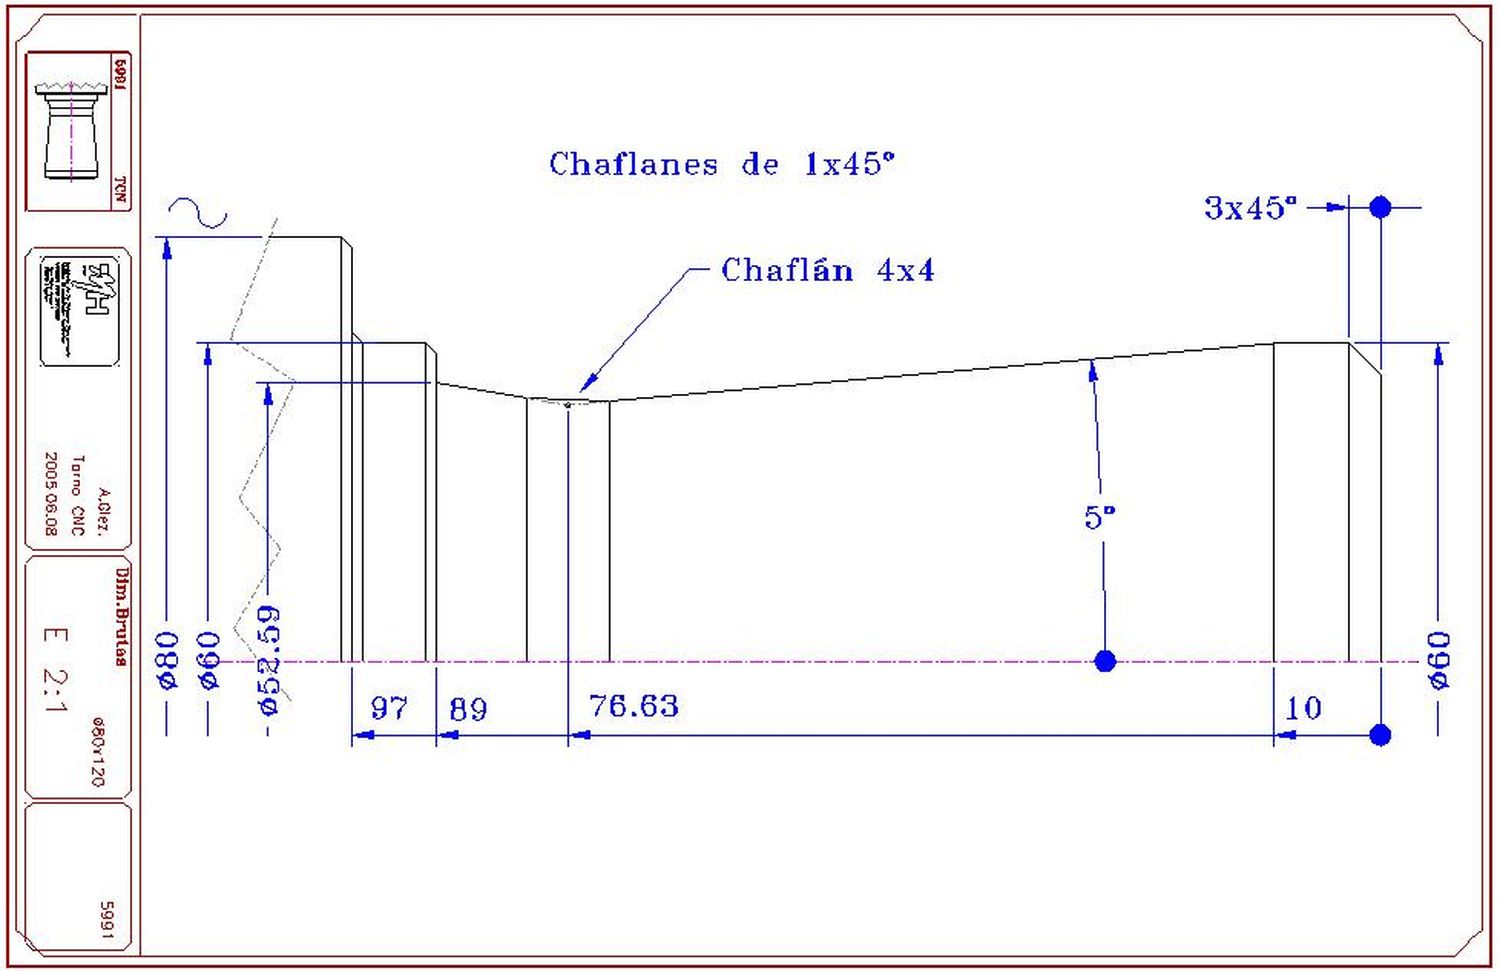 Chaflanes de 1x45º
3x45º
Chaflán 4x4
5º
ø80
ø60
ø52.59
ø60
97
89
76.63
10
5991
TCN
H
A.Glez.
Torno CNC
2005.06.08
Dim.Brutas
ø80x120
E 2:1
5991